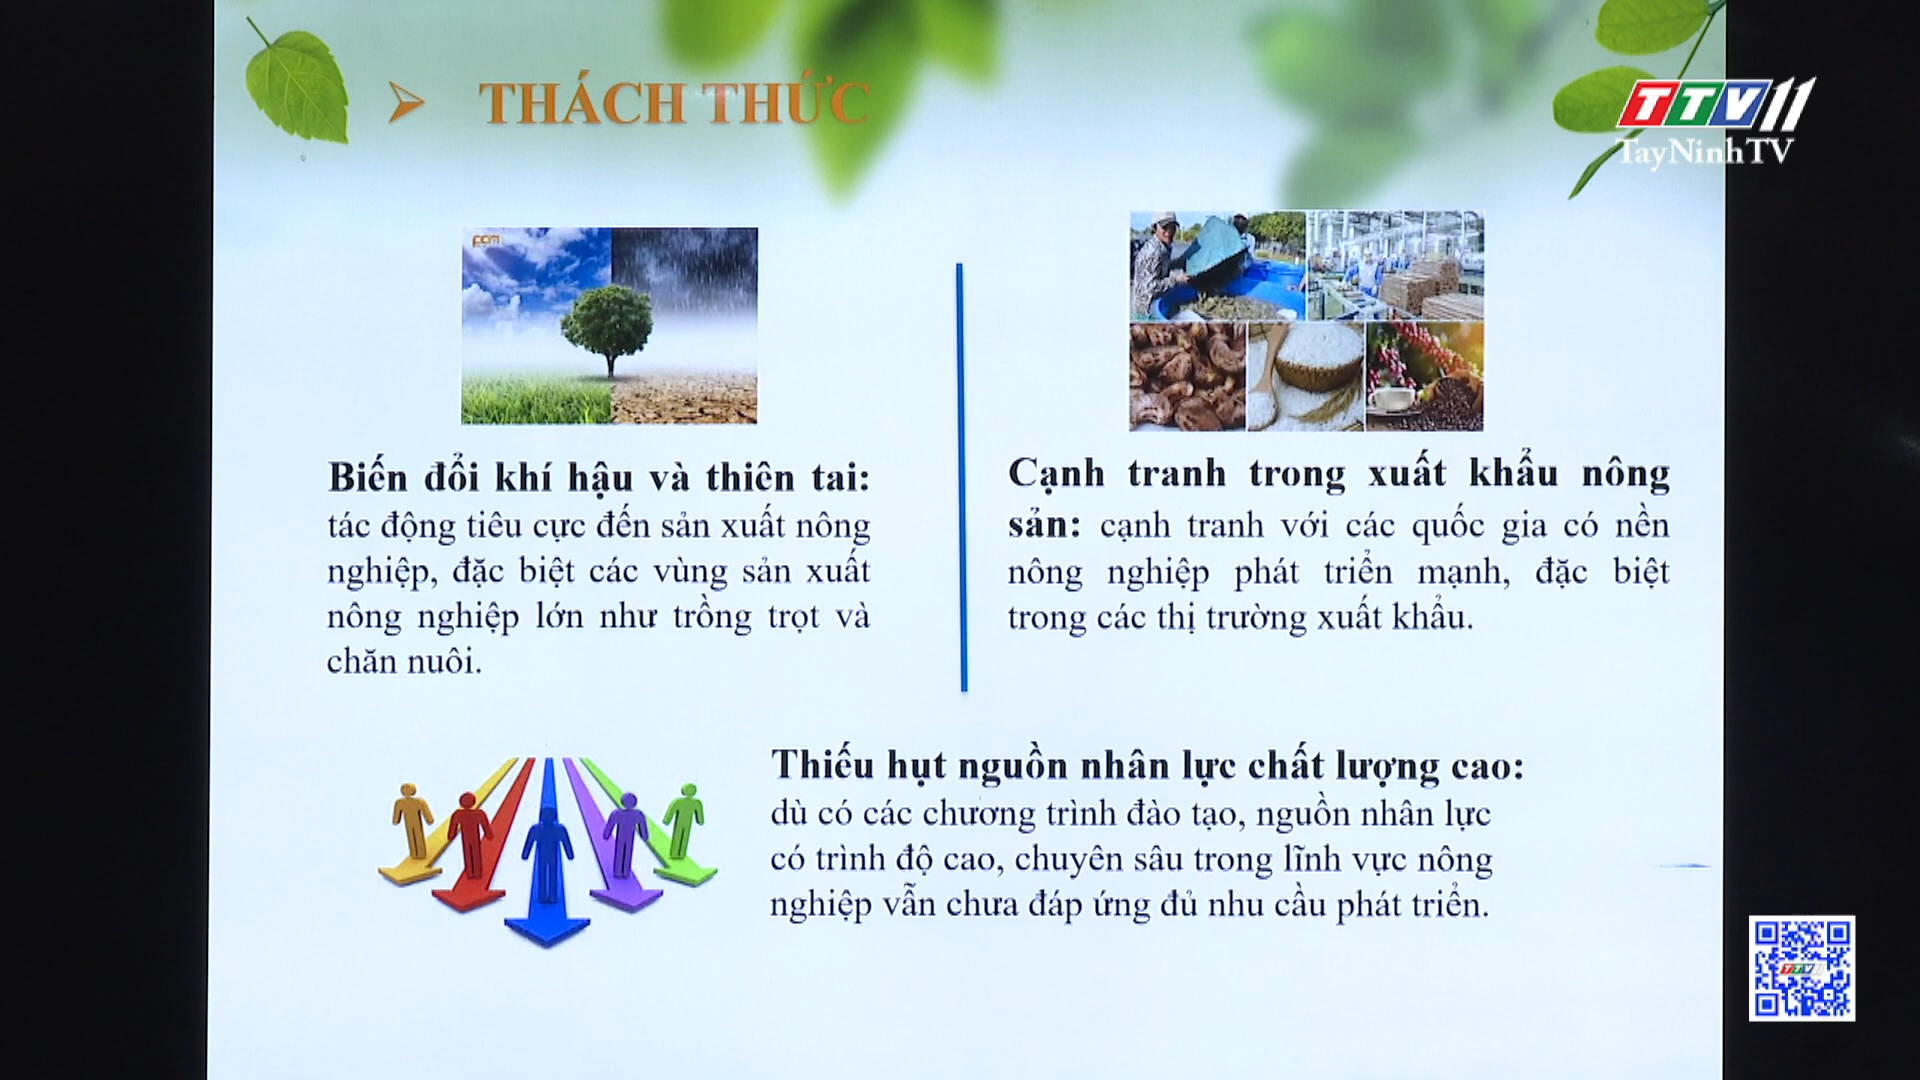 THÁCH THỨC
TTV11
TayNinhTV
Biến đổi khí hậu và thiên tai:
tác động tiêu cực đến sản xuất nông
nghiệp, đặc biệt các vùng sản xuất
nông nghiệp lớn như trồng trọt và
chăn nuôi.
Cạnh tranh trong xuất khẩu nông
sản: cạnh tranh với các quốc gia có nền
nông nghiệp phát triển mạnh, đặc biệt
trong các thị trường xuất khẩu.
Thiếu hụt nguồn nhân lực chất lượng cao:
dù có các chương trình đào tạo, nguồn nhân lực
có trình độ cao, chuyên sâu trong lĩnh vực nông
nghiệp vẫn chưa đáp ứng đủ nhu cầu phát triển.
TTV11